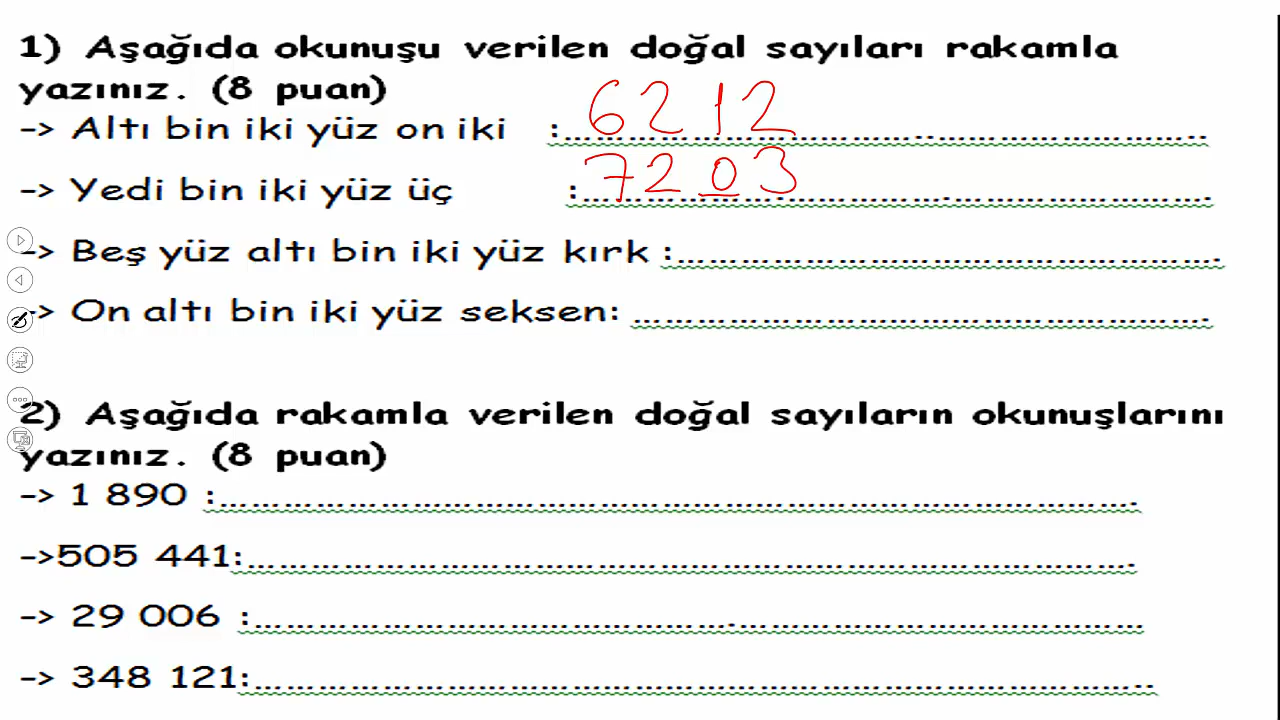 1) Aşağıda okunuşu verilen doğal sayıları rakamla
yazınız. (8 puan)
-> Altı bin iki yüz on iki :.................................................. 6212
-> Yedi bin iki yüz üç :.................................................. 7203
-> Beş yüz altı bin iki yüz kırk :..................................................
-> On altı bin iki yüz seksen: ..................................................
2) Aşağıda rakamla verilen doğal sayıların okunuşlarını
yazınız. (8 puan)
-> 1 890 :..................................................
->505 441:..................................................
-> 29 006 :..................................................
-> 348 121:..................................................